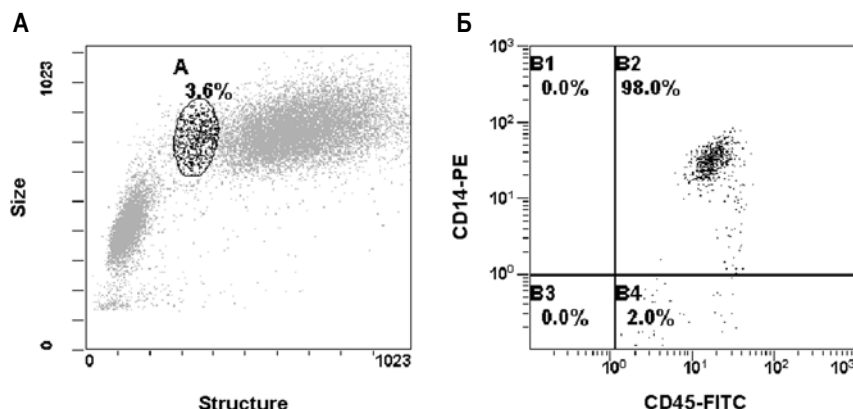 А
Б
A
3.6%
1023
Size
0
0
1023
Structure
10³
10²
10¹
10⁰
CD14-PE
B1
0.0%
B2
98.0%
B3
0.0%
B4
2.0%
10⁰
10¹
10²
10³
CD45-FITC